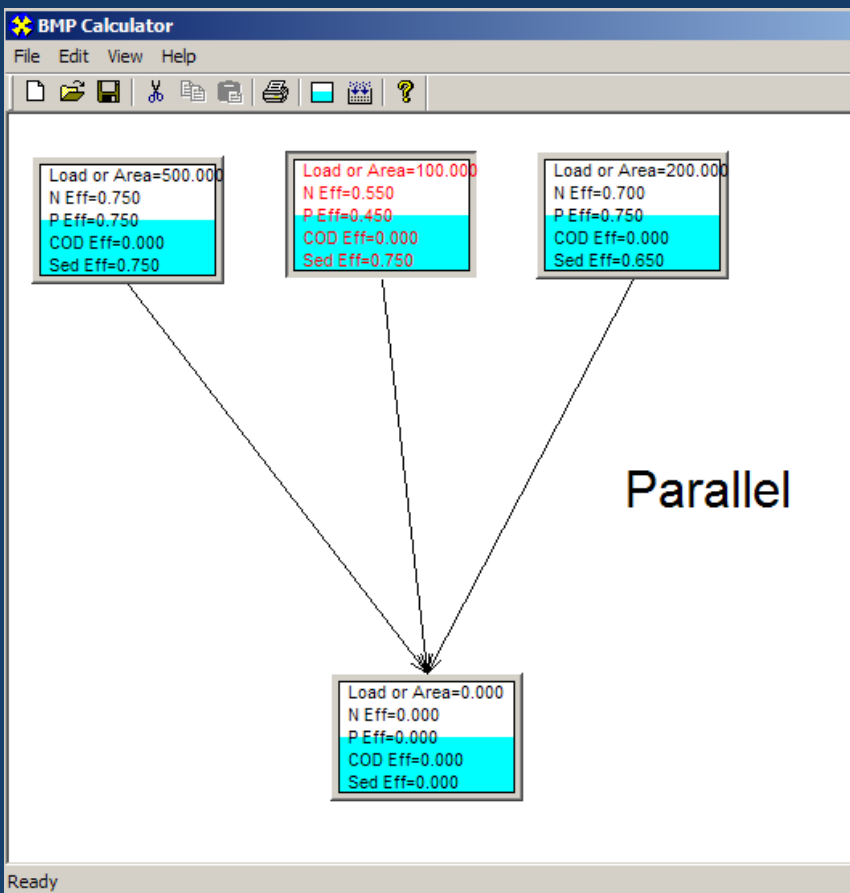 BMP Calculator
File Edit View Help
Load or Area=500.000
N Eff=0.750
P Eff=0.750
COD Eff=0.000
Sed Eff=0.750
Load or Area=100.000
N Eff=0.550
P Eff=0.450
COD Eff=0.000
Sed Eff=0.750
Load or Area=200.000
N Eff=0.700
P Eff=0.750
COD Eff=0.000
Sed Eff=0.650
Parallel
Load or Area=0.000
N Eff=0.000
P Eff=0.000
COD Eff=0.000
Sed Eff=0.000
Ready